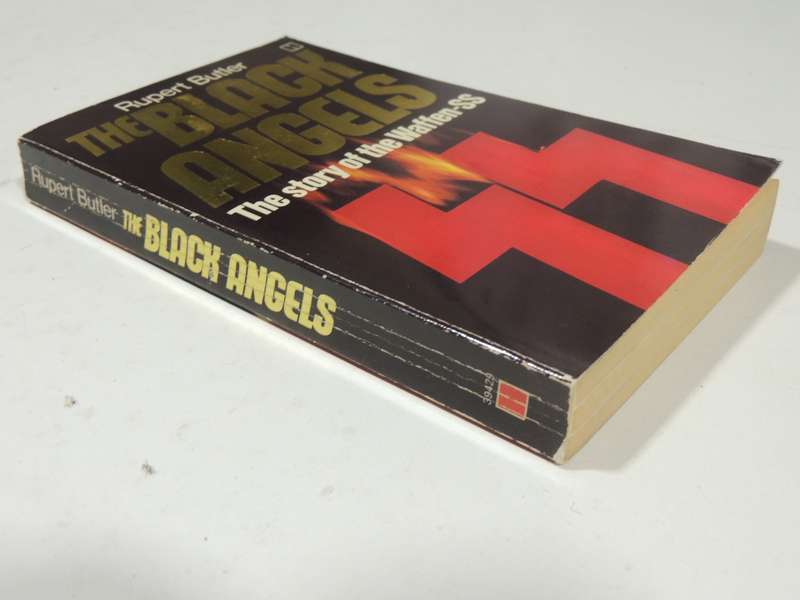 Rupert Butler
THE BLACK
ANGELS
The story of the Waffen-SS
Rupert Butler THE BLACK ANGELS
39429